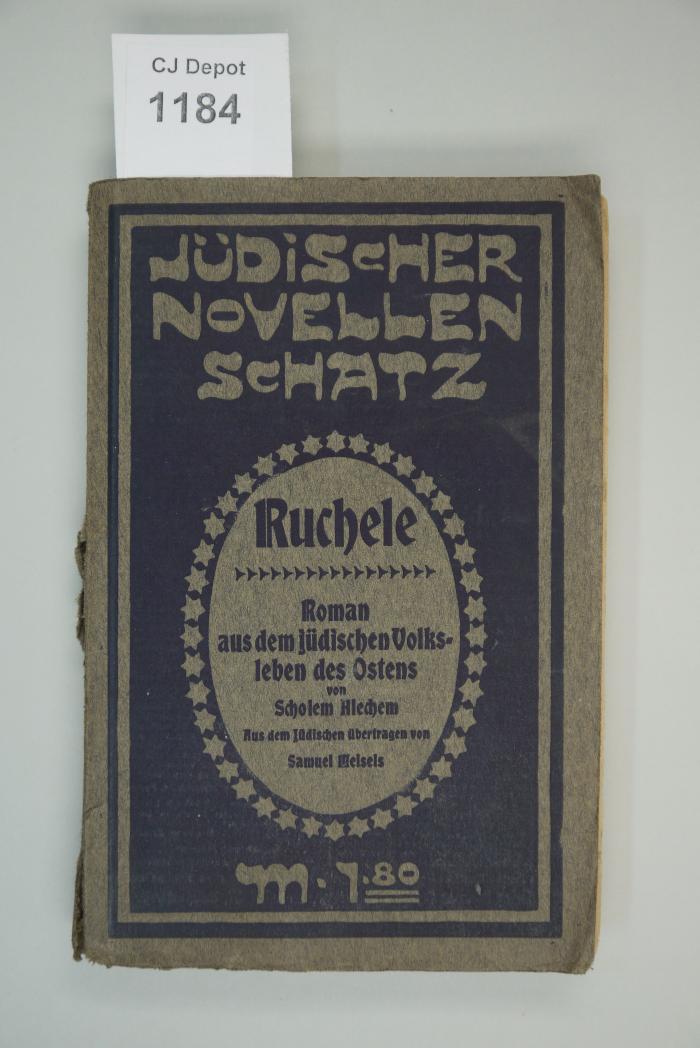 CJ Depot
1184
JÜDISCHER
NOVELLEN
SCHATZ
Ruchele
Roman
aus dem jüdischen Volks-
leben des Ostens
von
Scholem Alechem
Aus dem Jüdischen übertragen von
Samuel Meisels
M. 1.80